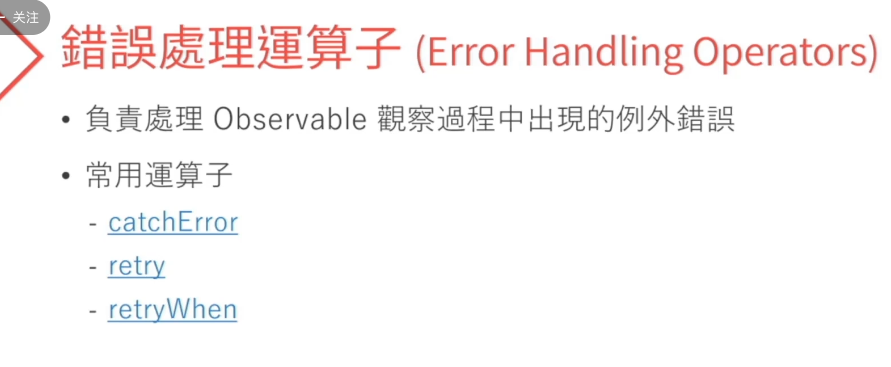 关注
錯誤處理運算子 (Error Handling Operators)
• 負責處理 Observable 觀察過程中出現的例外錯誤
• 常用運算子
- catchError
- retry
- retryWhen